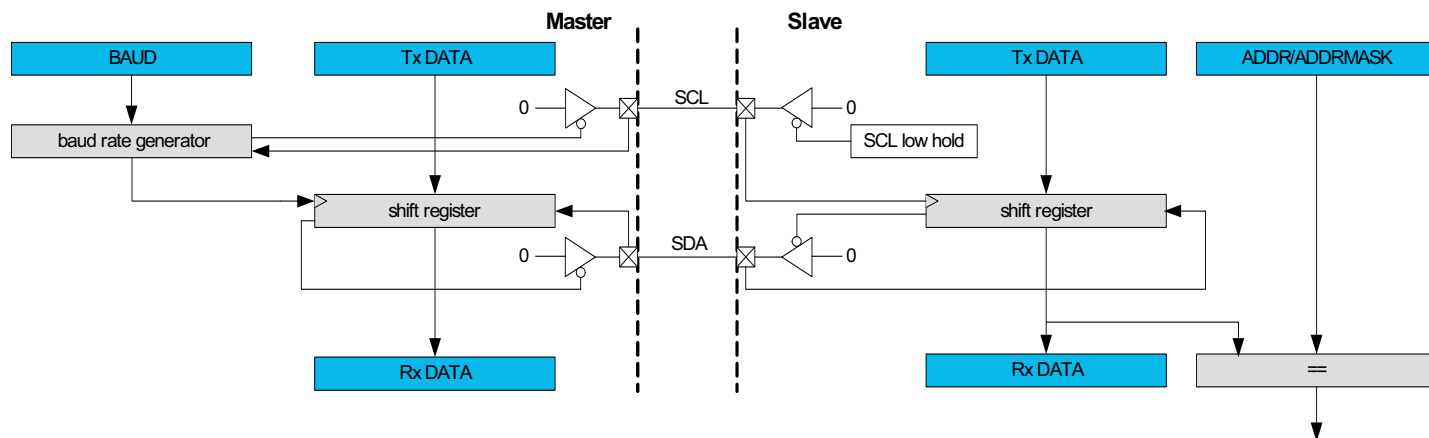 Master
Slave
BAUD
Tx DATA
Tx DATA
ADDR/ADDRMASK
0
SCL
0
baud rate generator
SCL low hold
shift register
shift register
0
SDA
0
Rx DATA
Rx DATA
==